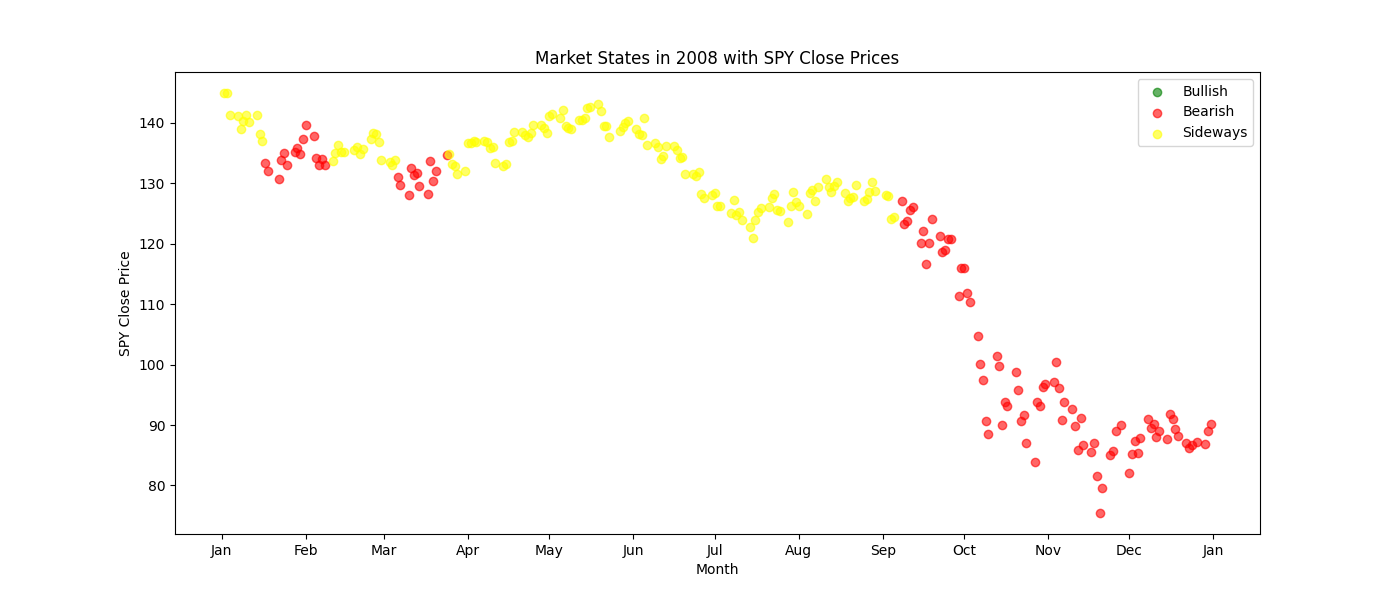 Market States in 2008 with SPY Close Prices
Bullish
Bearish
Sideways
SPY Close Price
140
130
120
110
100
90
80
Jan Feb Mar Apr May Jun Jul Aug Sep Oct Nov Dec Jan
Month